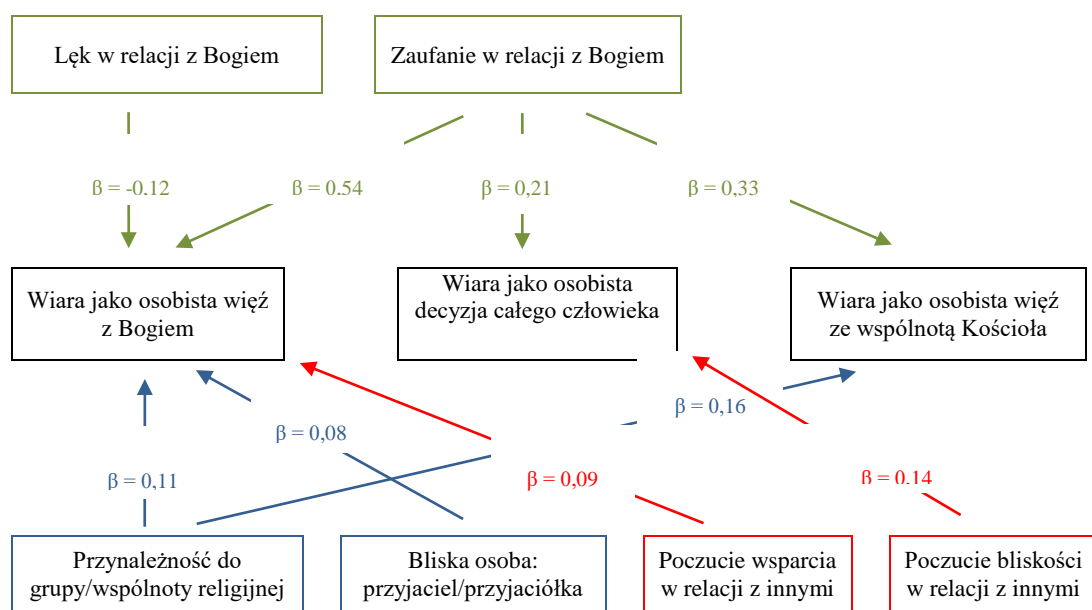 Lęk w relacji z Bogiem
Zaufanie w relacji z Bogiem
β = -0.12
β = 0.54
β = 0,21
β = 0,33
Wiara jako osobista więź
z Bogiem
Wiara jako osobista
decyzja całego człowieka
Wiara jako osobista więź
ze wspólnotą Kościoła
β = 0,16
β = 0,08
β = 0,11
β = 0,09
β = 0.14
Przynależność do
grupy/wspólnoty religijnej
Bliska osoba:
przyjaciel/przyjaciółka
Poczucie wsparcia
w relacji z innymi
Poczucie bliskości
w relacji z innymi